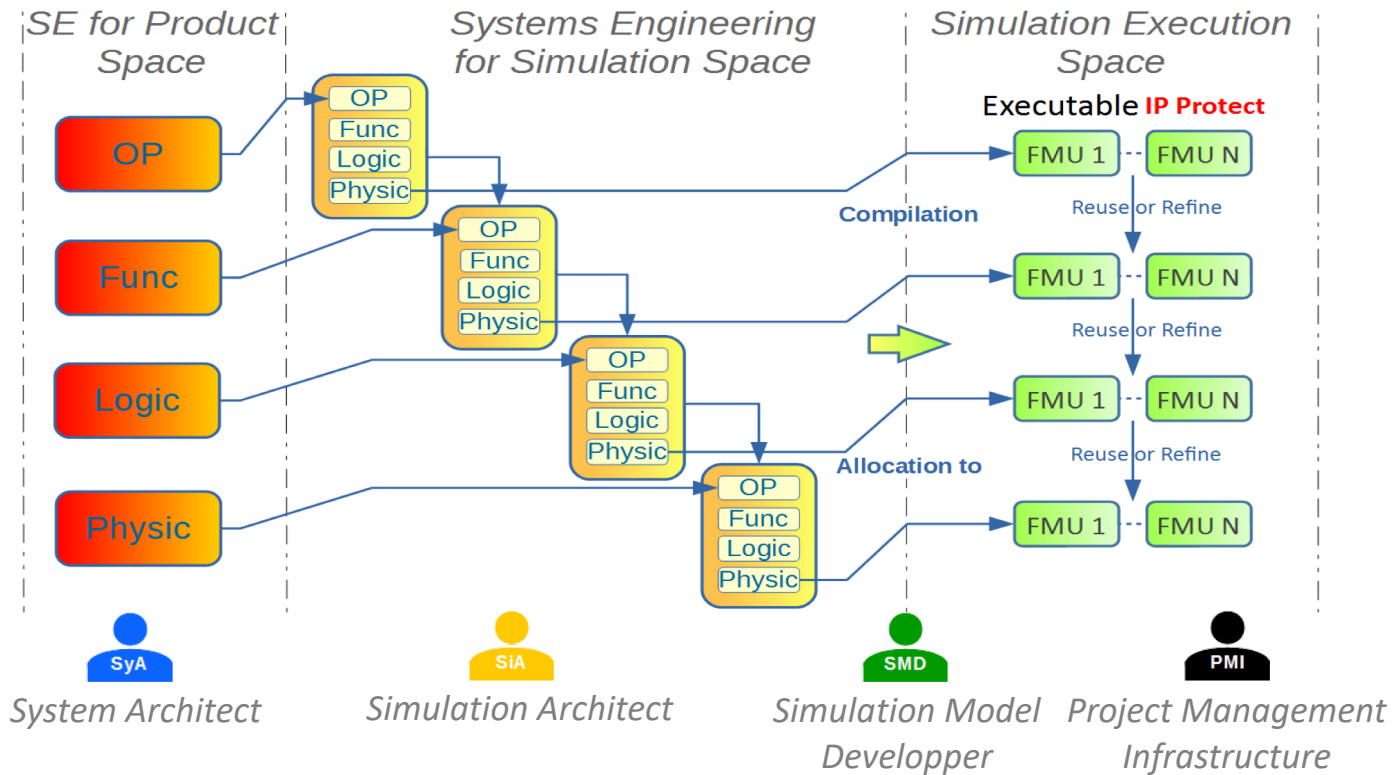 SE for Product
Space
Systems Engineering
for Simulation Space
Simulation Execution
Space
OP
Func
Logic
Physic
OP
Func
Logic
Physic
OP
Func
Logic
Physic
OP
Func
Logic
Physic
OP
Func
Logic
Physic
Compilation
Allocation to
Executable IP Protect
FMU 1
FMU N
Reuse or Refine
FMU 1
FMU N
Reuse or Refine
FMU 1
FMU N
Reuse or Refine
FMU 1
FMU N
SyA
System Architect
SiA
Simulation Architect
SMD
Simulation Model
Developper
PMI
Project Management
Infrastructure